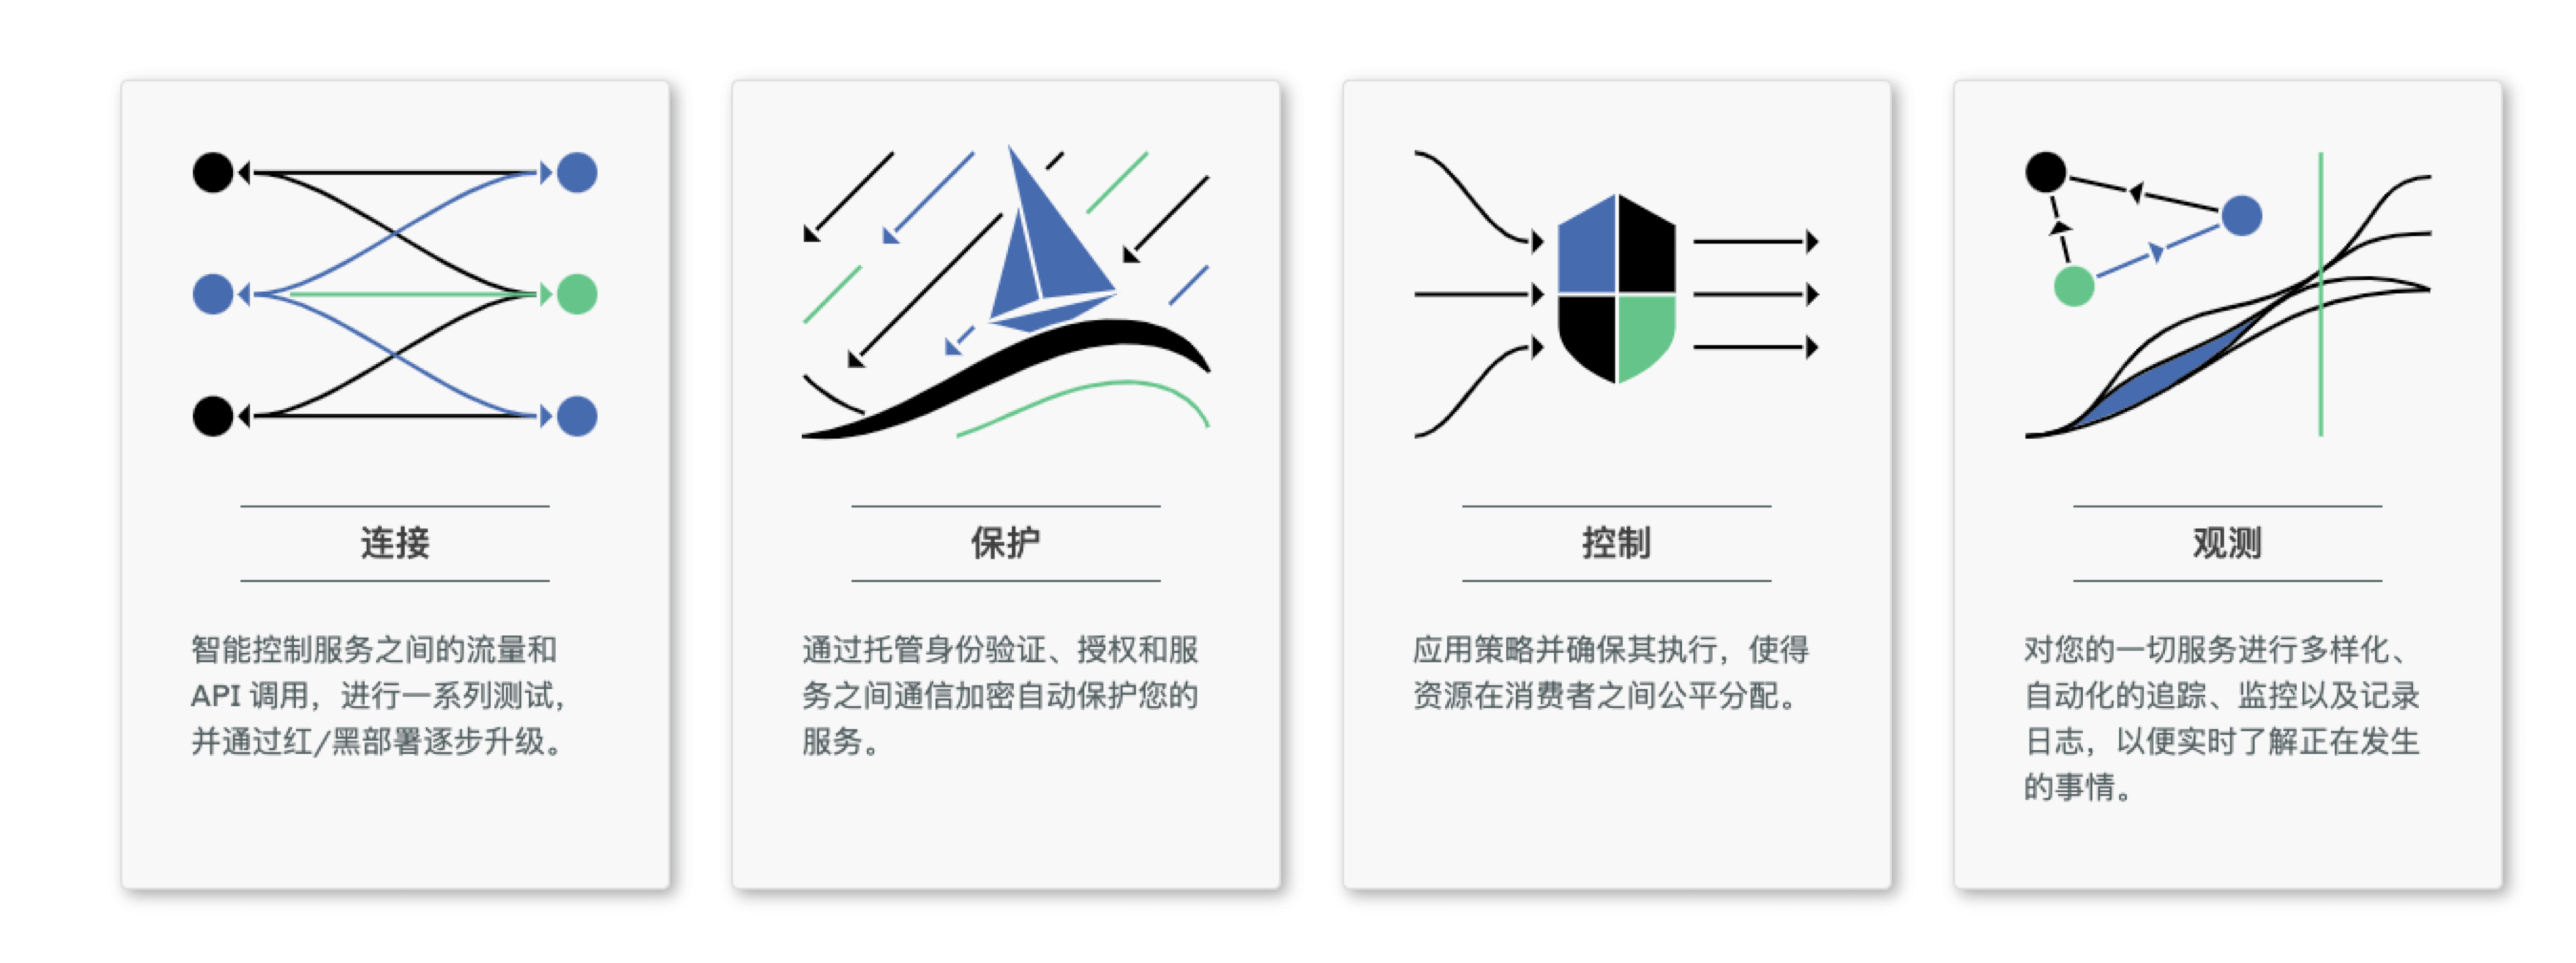 连接
智能控制服务之间的流量和
API 调用，进行一系列测试，
并通过红/黑部署逐步升级。
保护
通过托管身份验证、授权和服
务之间通信加密自动保护您的
服务。
控制
应用策略并确保其执行，使得
资源在消费者之间公平分配。
观测
对您的一切服务进行多样化、
自动化的追踪、监控以及记录
日志，以便实时了解正在发生
的事情。